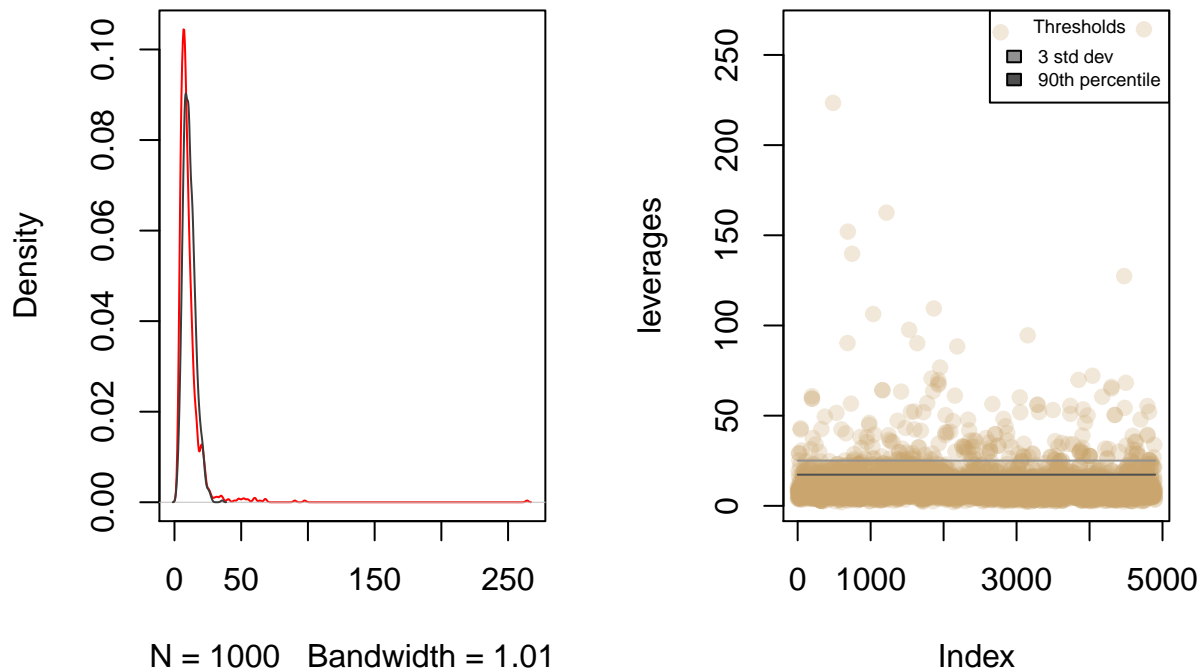 Density
0.00
0.02
0.04
0.06
0.08
0.10
0
50
150
250
N = 1000 Bandwidth = 1.01
leverages
0
50
100
150
200
250
Thresholds
3 std dev
90th percentile
0
1000
3000
5000
Index